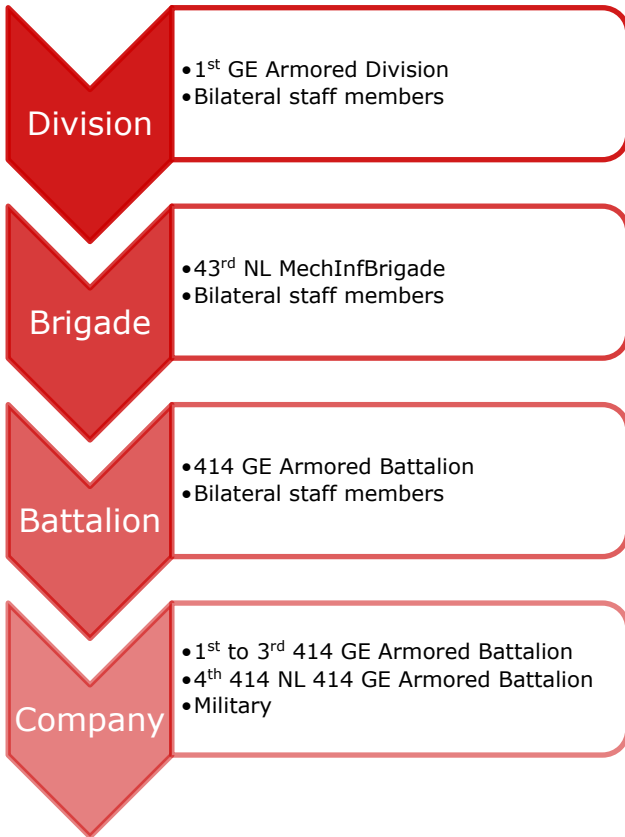 Division
•1st GE Armored Division
•Bilateral staff members
Brigade
•43rd NL MechInfBrigade
•Bilateral staff members
Battalion
•414 GE Armored Battalion
•Bilateral staff members
Company
•1st to 3rd 414 GE Armored Battalion
•4th 414 NL 414 GE Armored Battalion
•Military